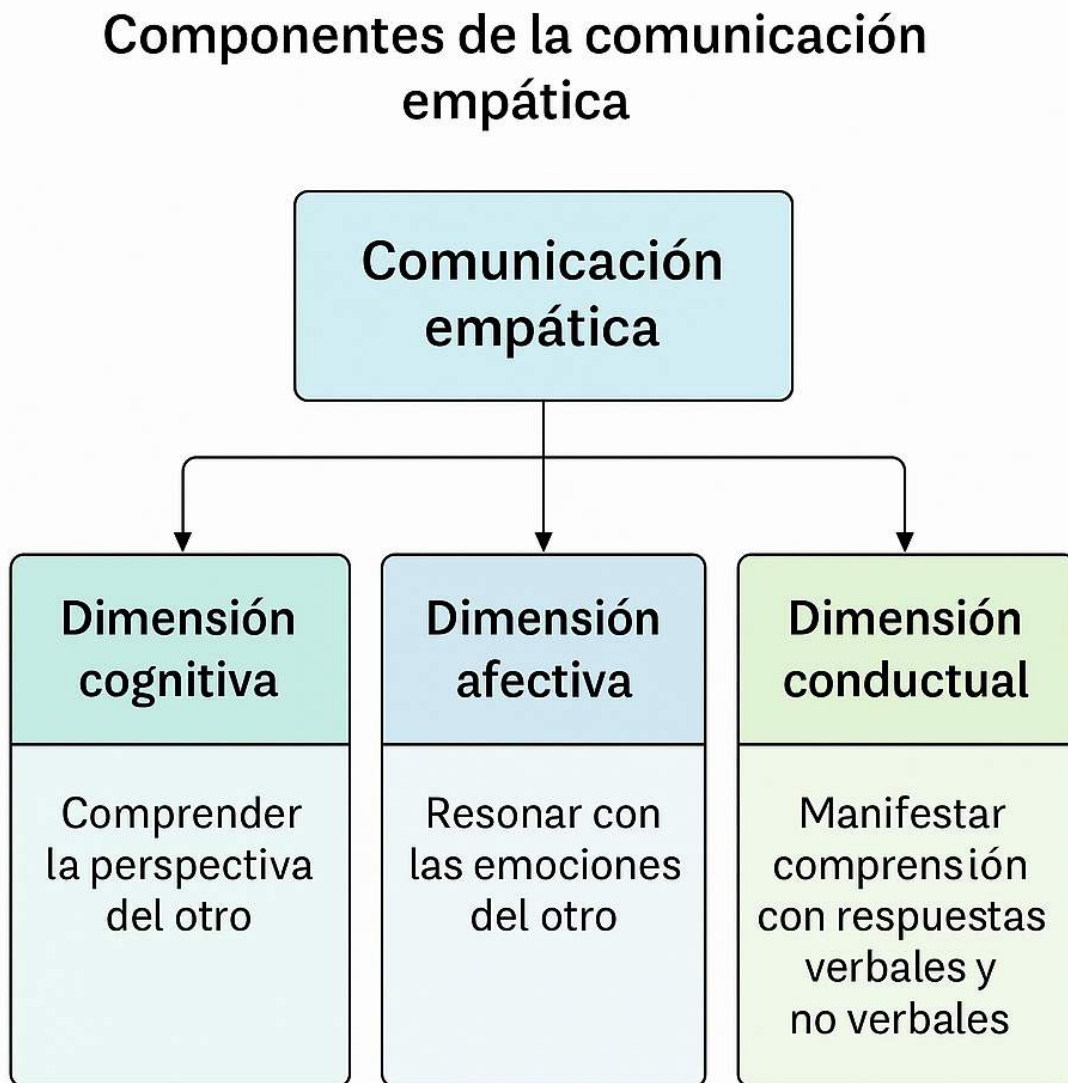 Componentes de la comunicación
empática
Comunicación
empática
Dimensión
cognitiva
Comprender
la perspectiva
del otro
Dimensión
afectiva
Resonar con
las emociones
del otro
Dimensión
conductual
Manifestar
comprensión
con respuestas
verbales y
no verbales